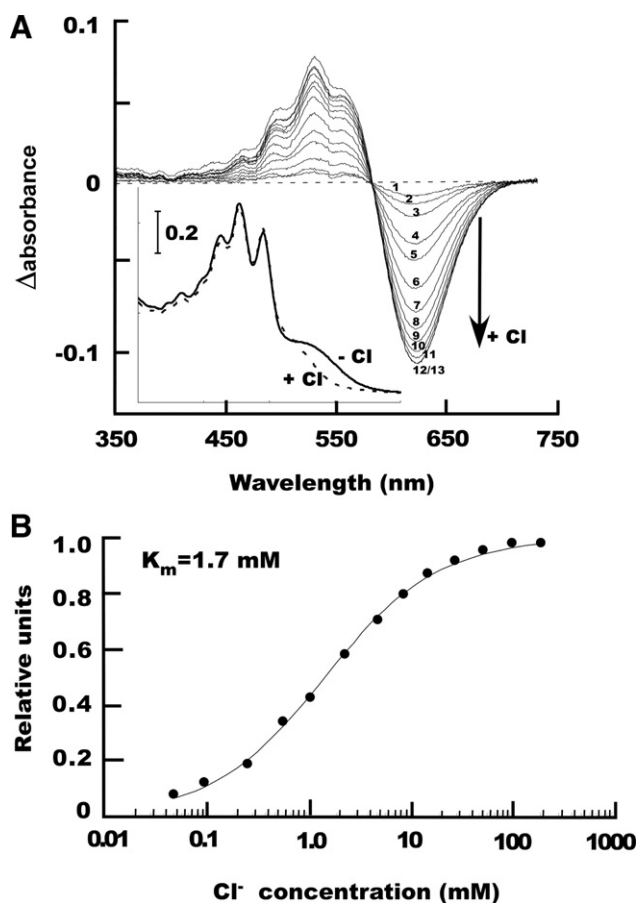 A
0.1
0
-0.1
Δabsorbance
1
2
3
4
5
6
7
8
9
10
11
12/13
+ Cl
0.2
- Cl
+ Cl
350 450 550 650 750
Wavelength (nm)
B
Km=1.7 mM
1.0
0.8
0.6
0.4
0.2
0
Relative units
0.01 0.1 1.0 10 100 1000
Cl- concentration (mM)